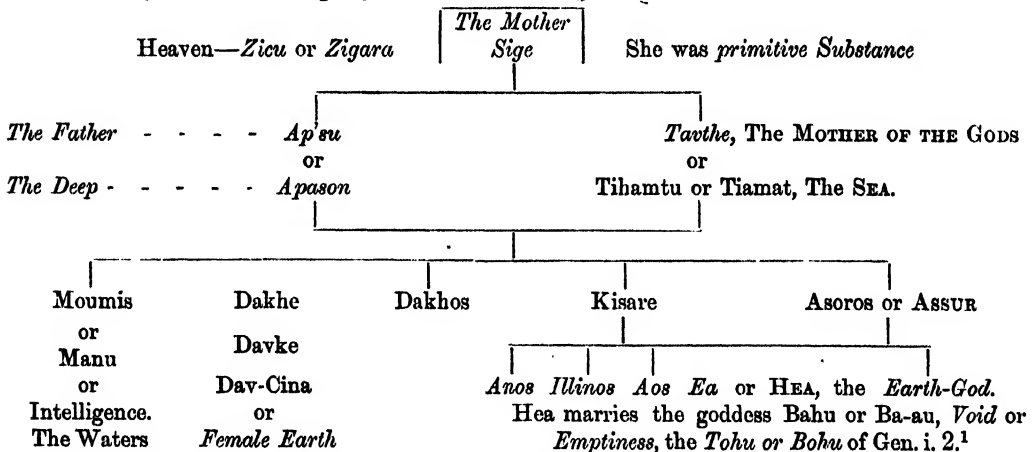 The Mother
Heaven—Zicu or Zigara Sige She was primitive Substance
The Father - - - - Ap'su Tavthe, The MOTHER OF THE GODS
or or
The Deep - - - - - Apason Tihamtu or Tiamat, The SEA.
Moumis Dakhe Dakhos Kisare Asoros or ASSUR
or
Manu
or
Intelligence.
The Waters
Davke
Dav-Cina
or
Female Earth
Anos Illinos Aos Ea or HEA, the Earth-God.
Hea marries the goddess Bahu or Ba-au, Void or
Emptiness, the Tohu or Bohu of Gen. i. 2.¹